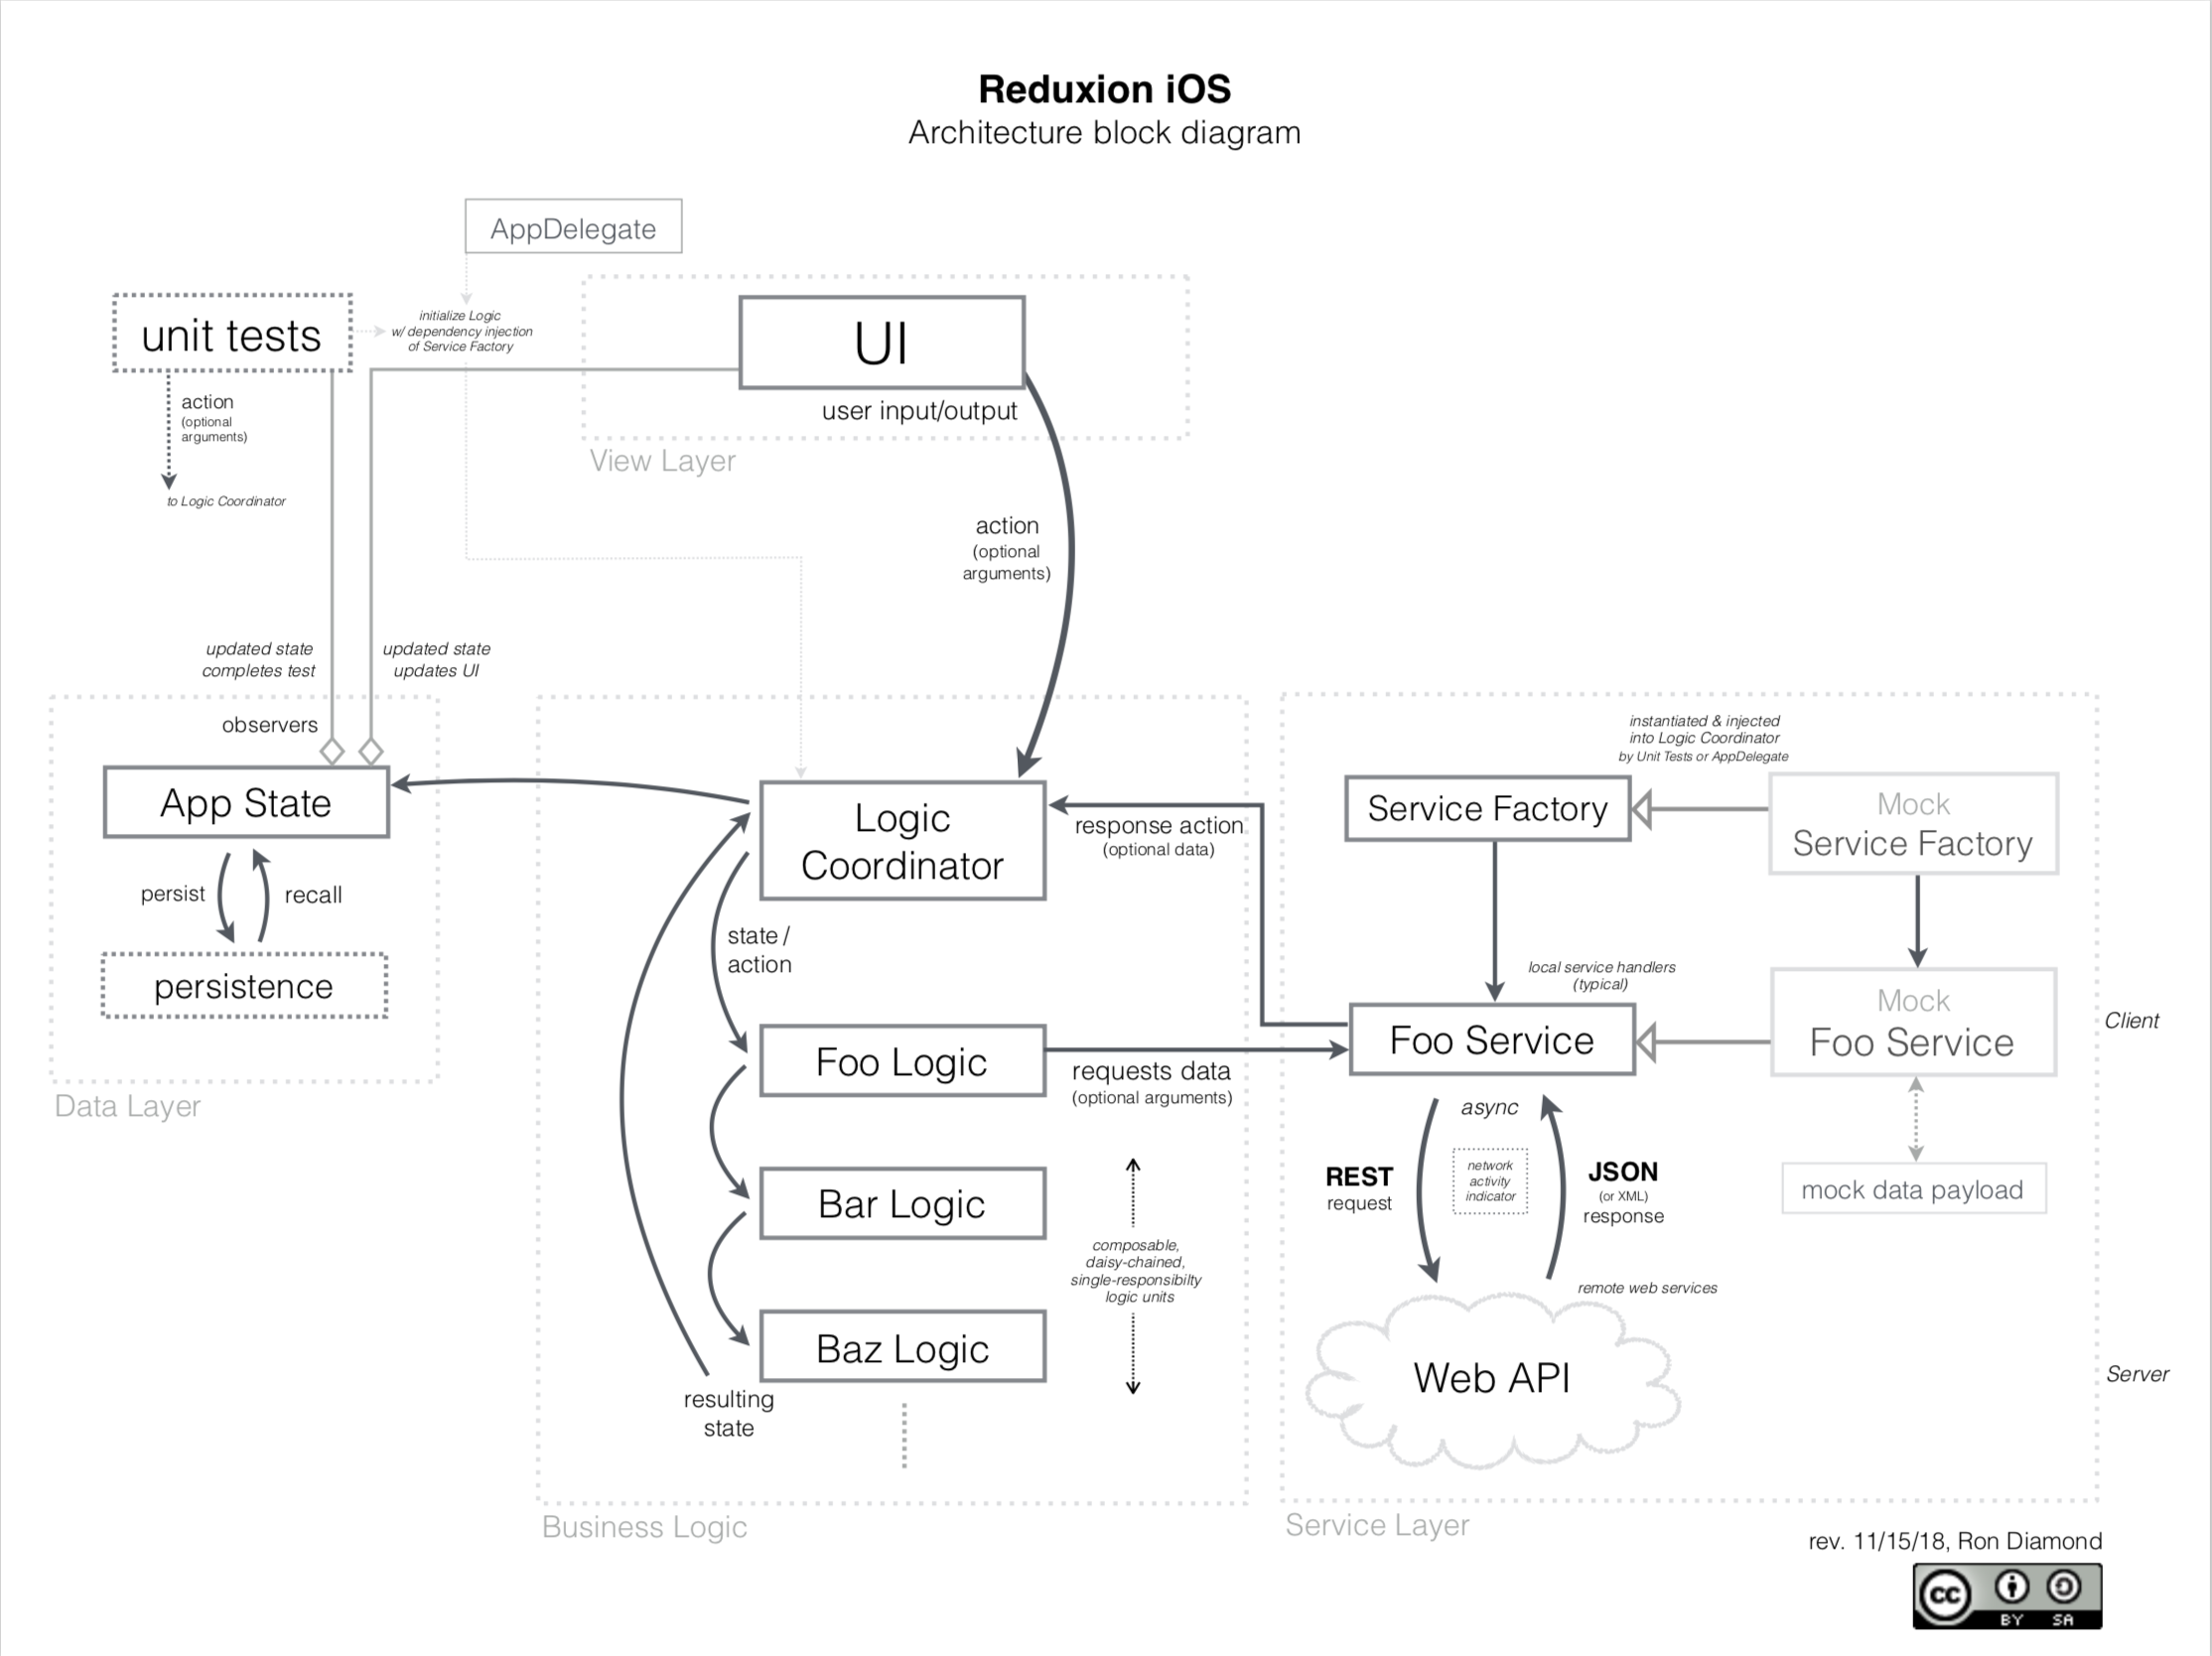 Reduxion iOS
Architecture block diagram
AppDelegate
unit tests
initialize Logic
w/ dependency injection
of Service Factory
UI
user input/output
View Layer
action
(optional
arguments)
to Logic Coordinator
action
(optional
arguments)
updated state
completes test
updated state
updates UI
observers
App State
persist
recall
persistence
Data Layer
Logic
Coordinator
response action
(optional data)
state /
action
Foo Logic
requests data
(optional arguments)
Bar Logic
composable,
daisy-chained,
single-responsibilty
logic units
Baz Logic
resulting
state
Business Logic
instantiated & injected
into Logic Coordinator
by Unit Tests or AppDelegate
Service Factory
Mock
Service Factory
local service handlers
(typical)
Foo Service
Mock
Foo Service
Client
async
REST
request
network
activity
indicator
JSON
(or XML)
response
mock data payload
remote web services
Web API
Server
Service Layer
rev. 11/15/18, Ron Diamond
cc
BY SA